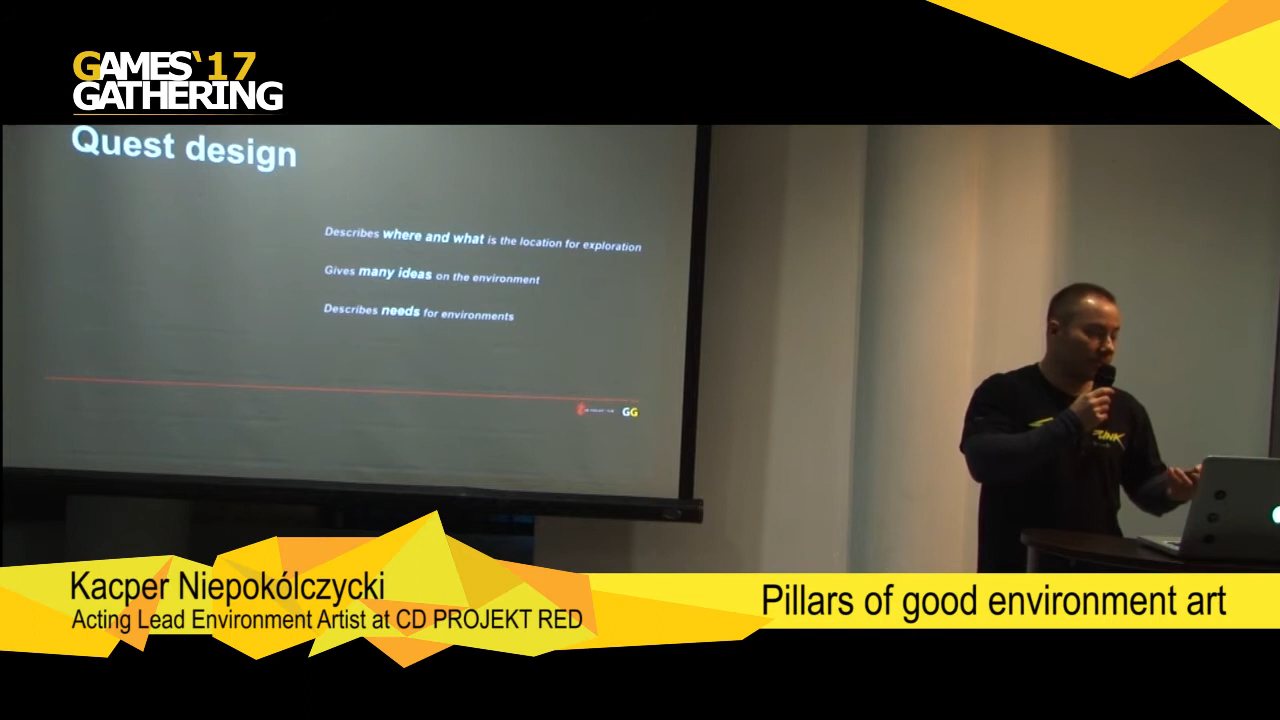 GAMES'17
GATHERING
Quest design
Describes where and what is the location for exploration
Gives many ideas on the environment
Describes needs for environments
GG
PUNK
Kacper Niepokólczycki
Acting Lead Environment Artist at CD PROJEKT RED
Pillars of good environment art